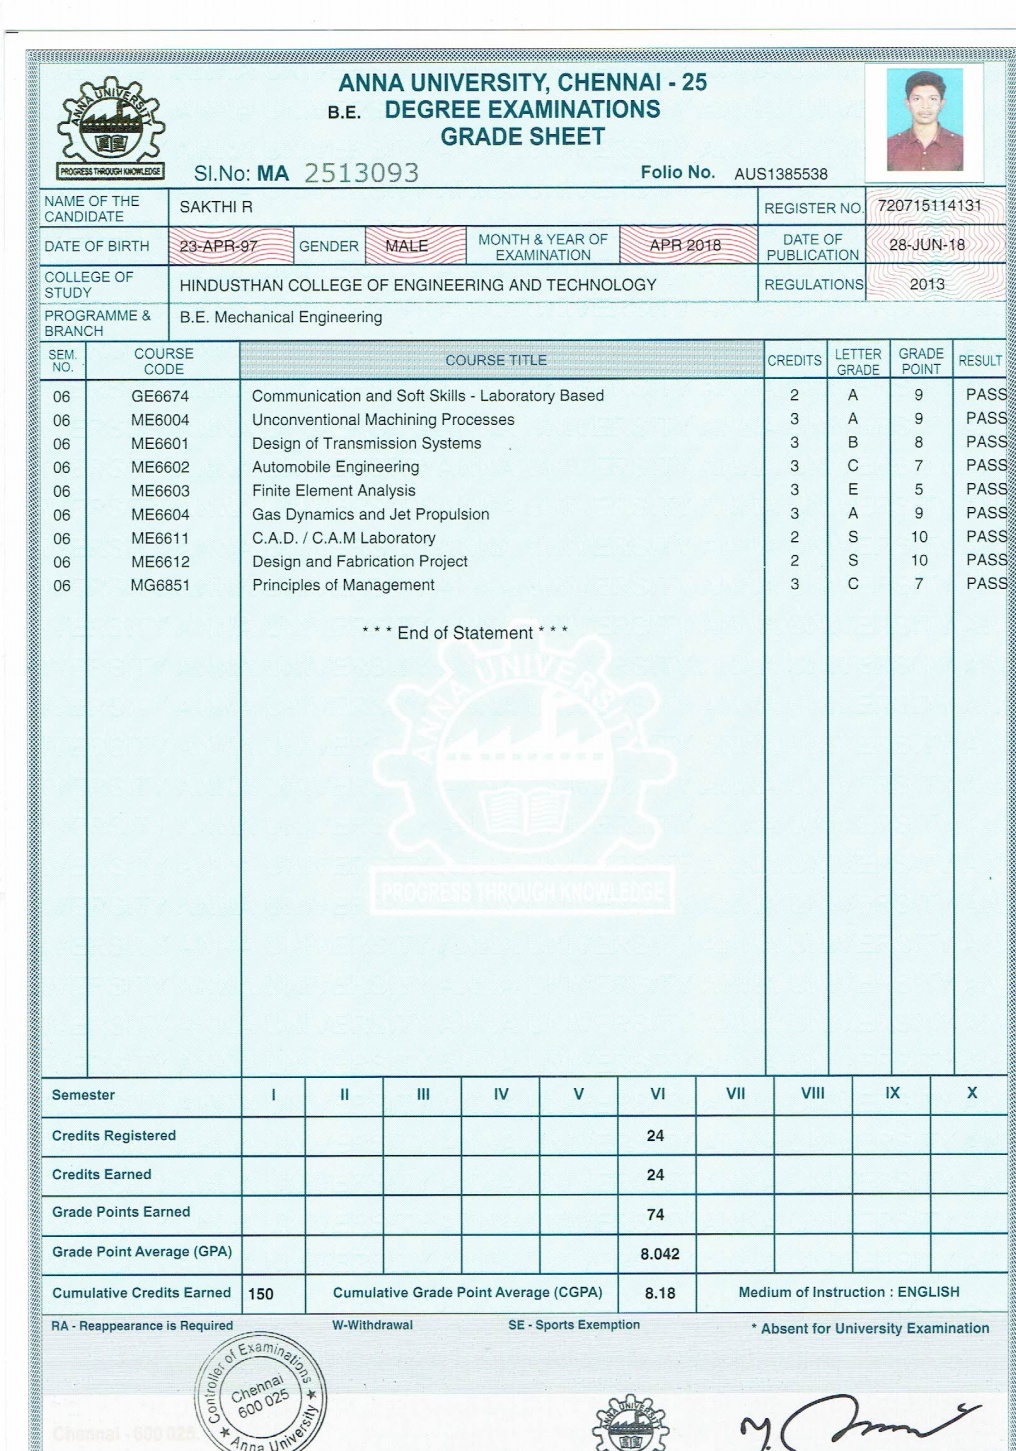 ANNA UNIVERSITY, CHENNAI - 25
B.E. DEGREE EXAMINATIONS
GRADE SHEET
ANNA UNIVERSITY
PROGRESS THROUGH KNOWLEDGE
Sl.No: MA 2513093 Folio No. AUS1385538
NAME OF THE CANDIDATE SAKTHI R REGISTER NO. 720715114131
DATE OF BIRTH 23-APR-97 GENDER MALE MONTH & YEAR OF EXAMINATION APR 2018 DATE OF PUBLICATION 28-JUN-18
COLLEGE OF STUDY HINDUSTHAN COLLEGE OF ENGINEERING AND TECHNOLOGY REGULATIONS 2013
PROGRAMME & BRANCH B.E. Mechanical Engineering
SEM. NO. COURSE CODE COURSE TITLE CREDITS LETTER GRADE GRADE POINT RESULT
06 GE6674 Communication and Soft Skills - Laboratory Based 2 A 9 PASS
06 ME6004 Unconventional Machining Processes 3 A 9 PASS
06 ME6601 Design of Transmission Systems 3 B 8 PASS
06 ME6602 Automobile Engineering 3 C 7 PASS
06 ME6603 Finite Element Analysis 3 E 5 PASS
06 ME6604 Gas Dynamics and Jet Propulsion 3 A 9 PASS
06 ME6611 C.A.D. / C.A.M Laboratory 2 S 10 PASS
06 ME6612 Design and Fabrication Project 2 S 10 PASS
06 MG6851 Principles of Management 3 C 7 PASS
* * * End of Statement * * *
ANNA UNIVERSITY
PROGRESS THROUGH KNOWLEDGE
Semester I II III IV V VI VII VIII IX X
Credits Registered 24
Credits Earned 24
Grade Points Earned 74
Grade Point Average (GPA) 8.042
Cumulative Credits Earned 150 Cumulative Grade Point Average (CGPA) 8.18 Medium of Instruction : ENGLISH
RA - Reappearance is Required W-Withdrawal SE - Sports Exemption * Absent for University Examination
Controller of Examinations
Chennai
600 025
Anna University
Chennai - 600 025.
ANNA UNIVERSITY